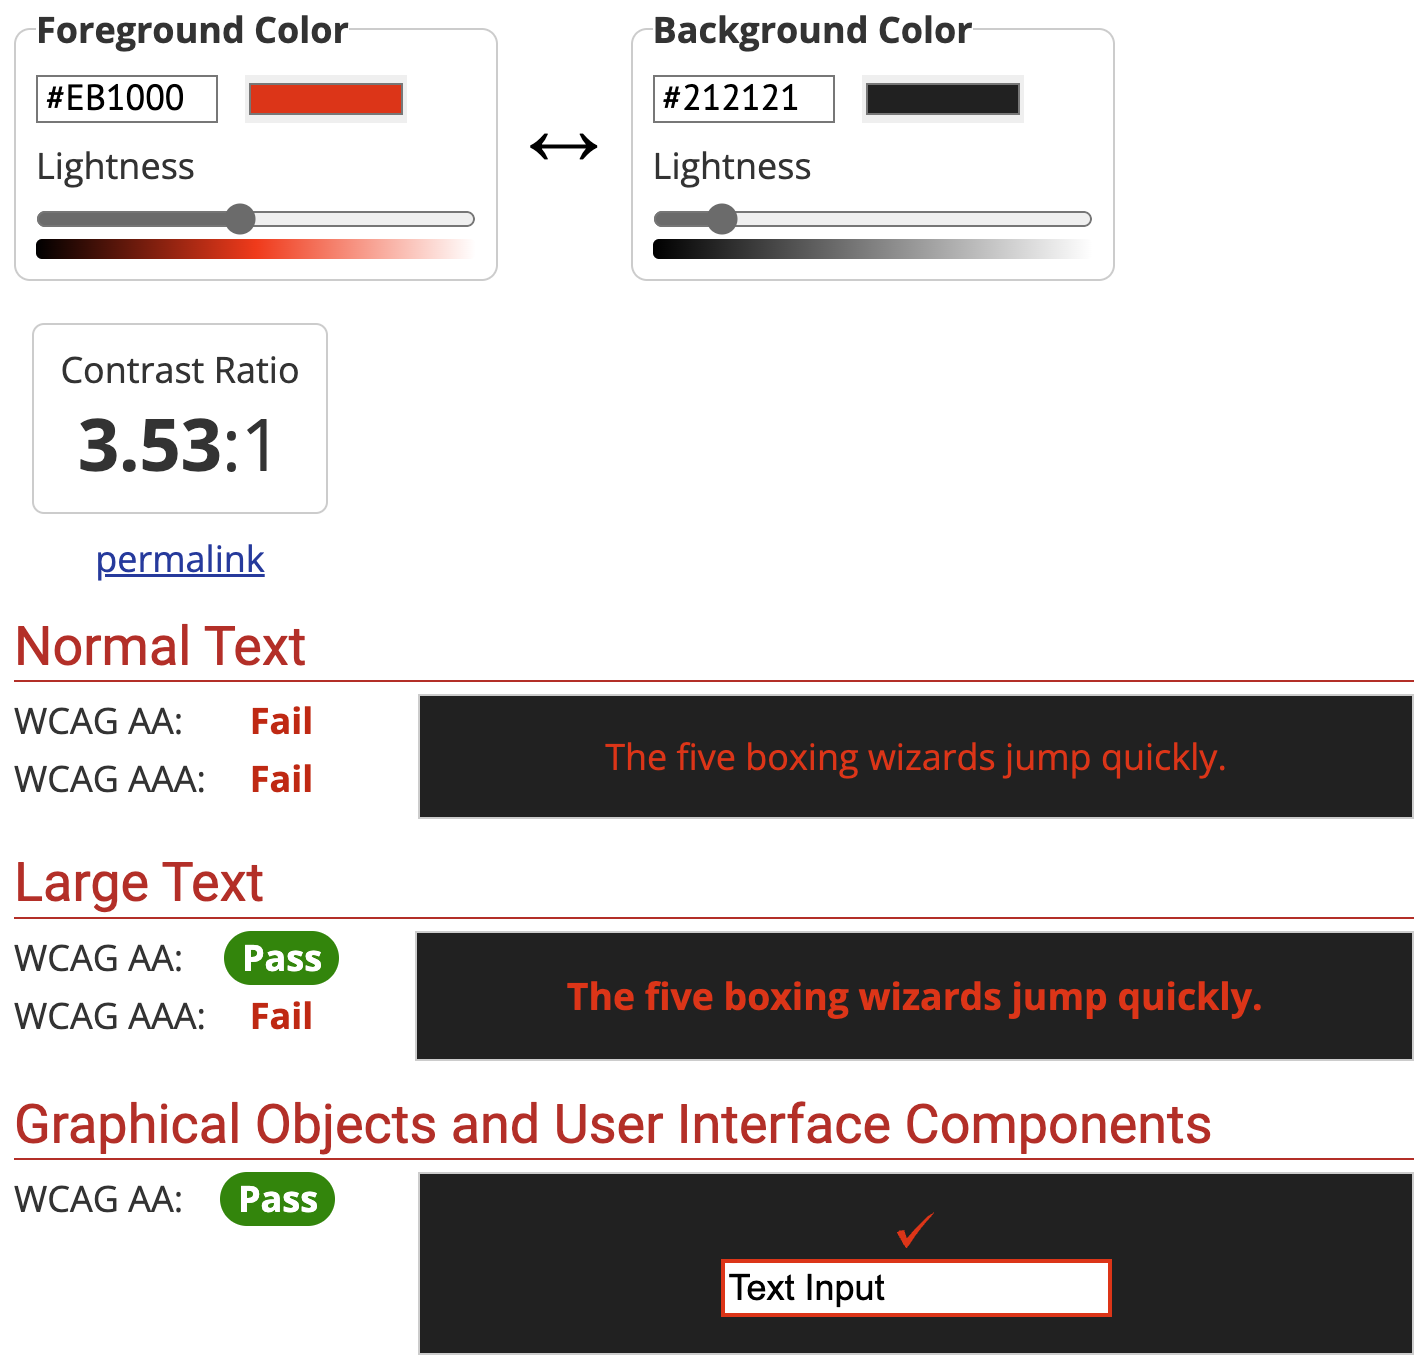 Foreground Color
#EB1000
Lightness
Background Color
#212121
Lightness
Contrast Ratio
3.53:1
permalink
Normal Text
WCAG AA: Fail
WCAG AAA: Fail
The five boxing wizards jump quickly.
Large Text
WCAG AA: Pass
WCAG AAA: Fail
The five boxing wizards jump quickly.
Graphical Objects and User Interface Components
WCAG AA: Pass
Text Input